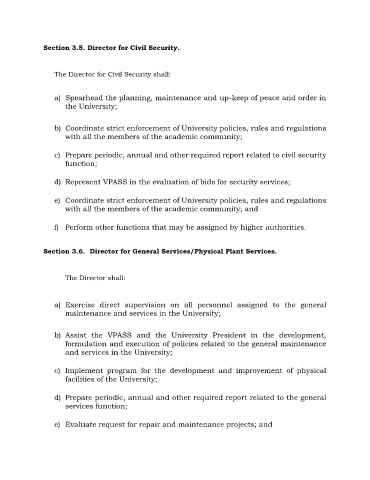 Section 3.5. Director for Civil Security.
The Director for Civil Security shall:
a) Spearhead the planning, maintenance and up-keep of peace and order in
the University;
b) Coordinate strict enforcement of University policies, rules and regulations
with all the members of the academic community;
c) Prepare periodic, annual and other required report related to civil security
function;
d) Represent VPASS in the evaluation of bids for security services;
e) Coordinate strict enforcement of University policies, rules and regulations
with all the members of the academic community; and
f) Perform other functions that may be assigned by higher authorities.
Section 3.6. Director for General Services/Physical Plant Services.
The Director shall:
a) Exercise direct supervision on all personnel assigned to the general
maintenance and services in the University;
b) Assist the VPASS and the University President in the development,
formulation and execution of policies related to the general maintenance
and services in the University;
c) Implement program for the development and improvement of physical
facilities of the University;
d) Prepare periodic, annual and other required report related to the general
services function;
e) Evaluate request for repair and maintenance projects; and